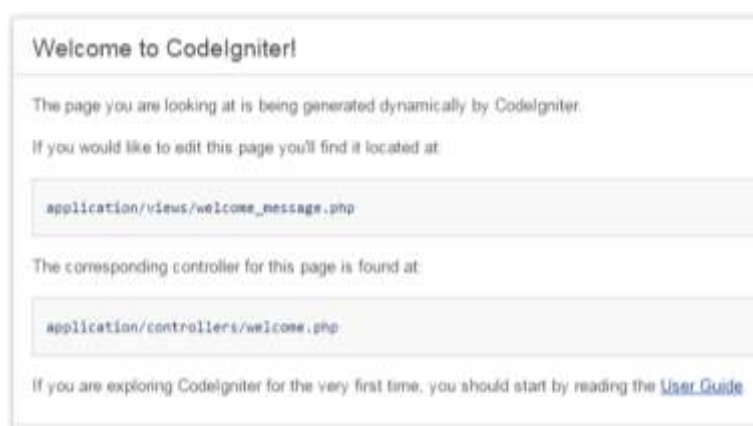 Welcome to CodeIgniter!
The page you are looking at is being generated dynamically by CodeIgniter.
If you would like to edit this page you'll find it located at:
application/views/welcome_message.php
The corresponding controller for this page is found at:
application/controllers/welcome.php
If you are exploring CodeIgniter for the very first time, you should start by reading the User Guide